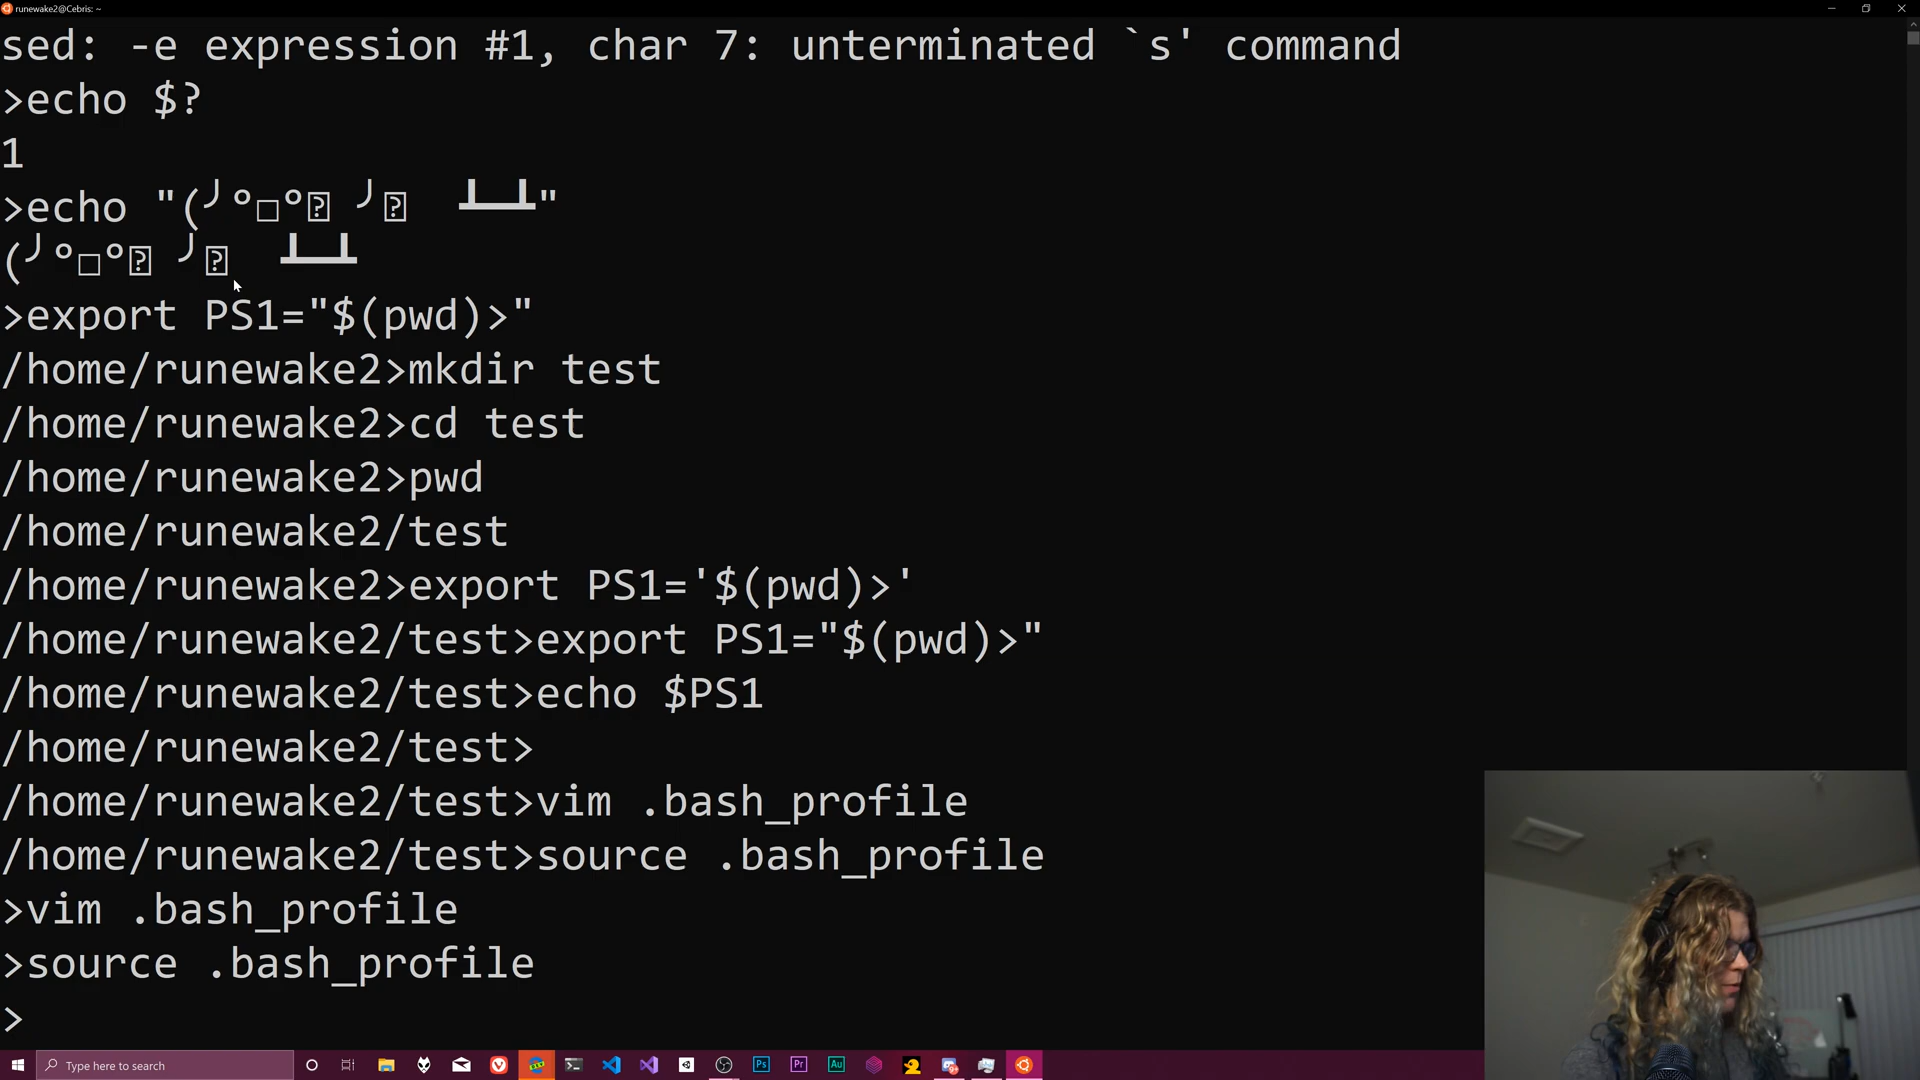 runewake2@Cebris: ~
sed: -e expression #1, char 7: unterminated `s' command
>echo $?
1
>echo "(╯°□°⍰ ╯⍰  ┻━┻"
(╯°□°⍰ ╯⍰  ┻━┻
>export PS1="$(pwd)>"
/home/runewake2>mkdir test
/home/runewake2>cd test
/home/runewake2>pwd
/home/runewake2/test
/home/runewake2>export PS1='$(pwd)>'
/home/runewake2/test>export PS1="$(pwd)>"
/home/runewake2/test>echo $PS1
/home/runewake2/test>
/home/runewake2/test>vim .bash_profile
/home/runewake2/test>source .bash_profile
>vim .bash_profile
>source .bash_profile
>
Type here to search
Ps
Pr
Au